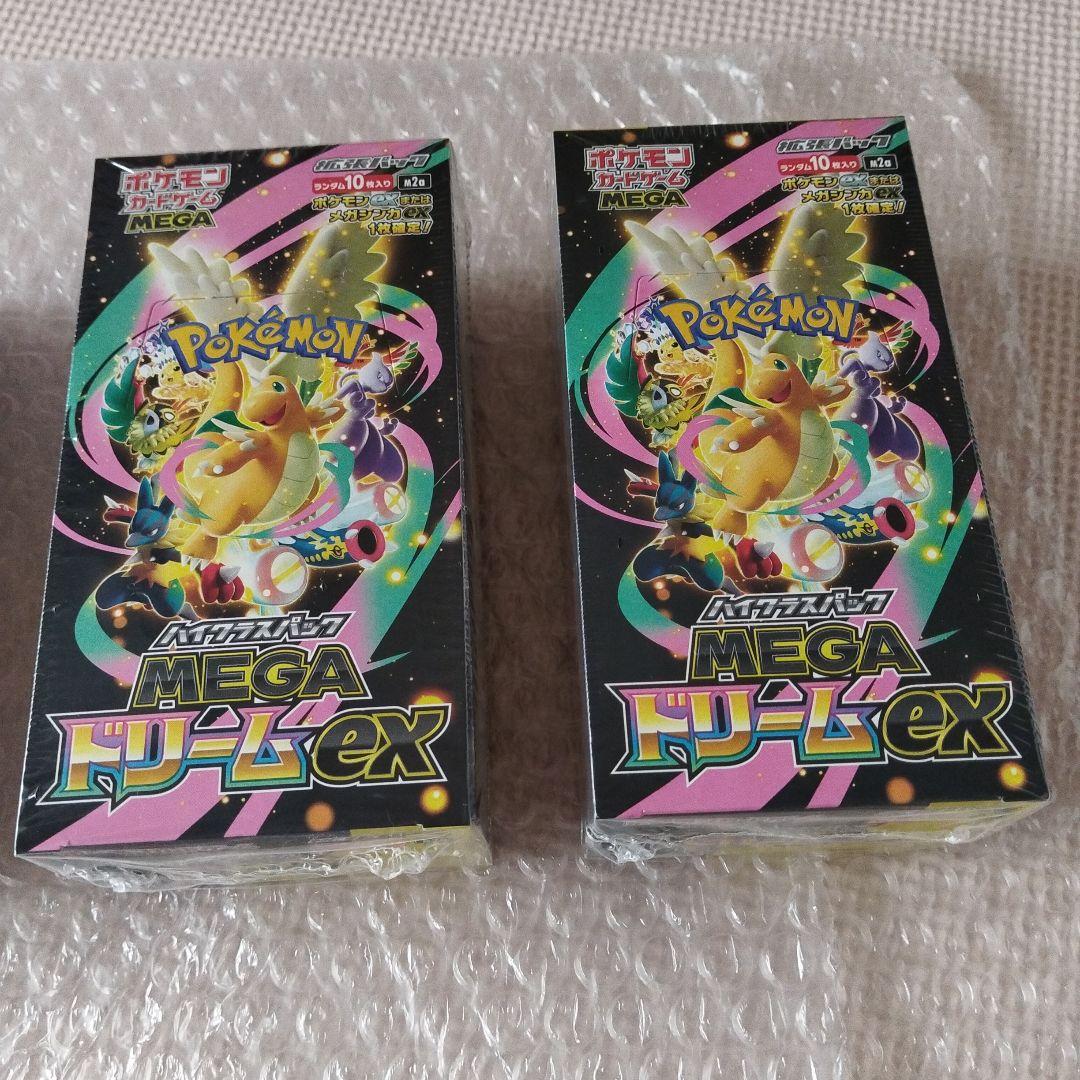 ポケモン
カードゲーム
MEGA
拡張パック
ランダム10枚入り
M2a
ポケモンexまたは
メガシンカex
1枚確定!
POKéMON
ハイクラスパック
MEGA
ドリームex
ポケモン
カードゲーム
MEGA
拡張パック
ランダム10枚入り
M2a
ポケモンexまたは
メガシンカex
1枚確定!
POKéMON
ハイクラスパック
MEGA
ドリームex